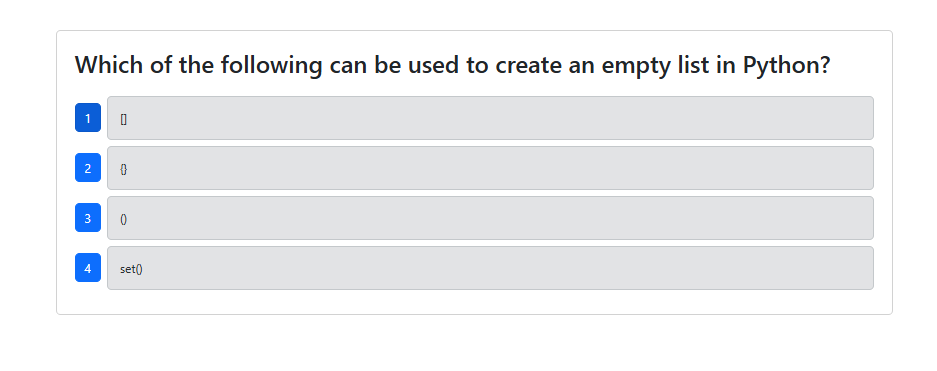 Which of the following can be used to create an empty list in Python?
1 []
2 {}
3 ()
4 set()